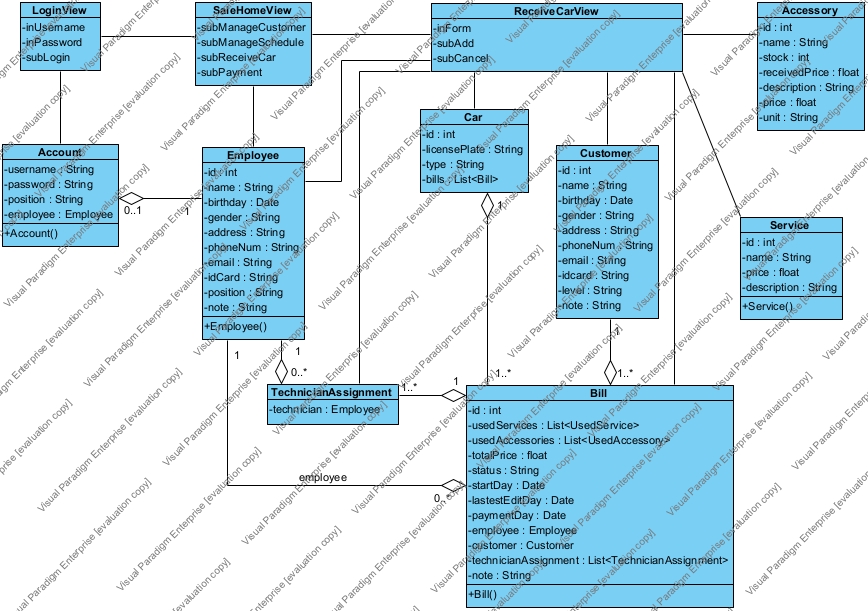 LoginView
-inUsername
-inPassword
-subLogin
SaleHomeView
-subManageCustomer
-subManageSchedule
-subReceiveCar
-subPayment
ReceiveCarView
-inForm
-subAdd
-subCancel
Accessory
-id : int
-name : String
-stock : int
-receivedPrice : float
-description : String
-price : float
-unit : String
Account
-username : String
-password : String
-position : String
-employee : Employee
+Account()
0..1
1
Employee
-id : int
-name : String
-birthday : Date
-gender : String
-address : String
-phoneNum : String
-email : String
-idCard : String
-position : String
-note : String
+Employee()
Car
-id : int
-licensePlate : String
-type : String
-bills : List<Bill>
1
Customer
-id : int
-name : String
-birthday : Date
-gender : String
-address : String
-phoneNum : String
-email : String
-idcard : String
-level : String
-note : String
1
Service
-id : int
-name : String
-price : float
-description : String
+Service()
1
1
0..*
1..*
1..*
TechnicianAssignment
-technician : Employee
1..*
1
employee
0..*
Bill
-id : int
-usedServices : List<UsedService>
-usedAccessories : List<UsedAccessory>
-totalPrice : float
-status : String
-startDay : Date
-lastestEditDay : Date
-paymentDay : Date
-employee : Employee
-customer : Customer
-technicianAssignment : List<TechnicianAssignment>
-note : String
+Bill()
Visual Paradigm Enterprise [evaluation copy]